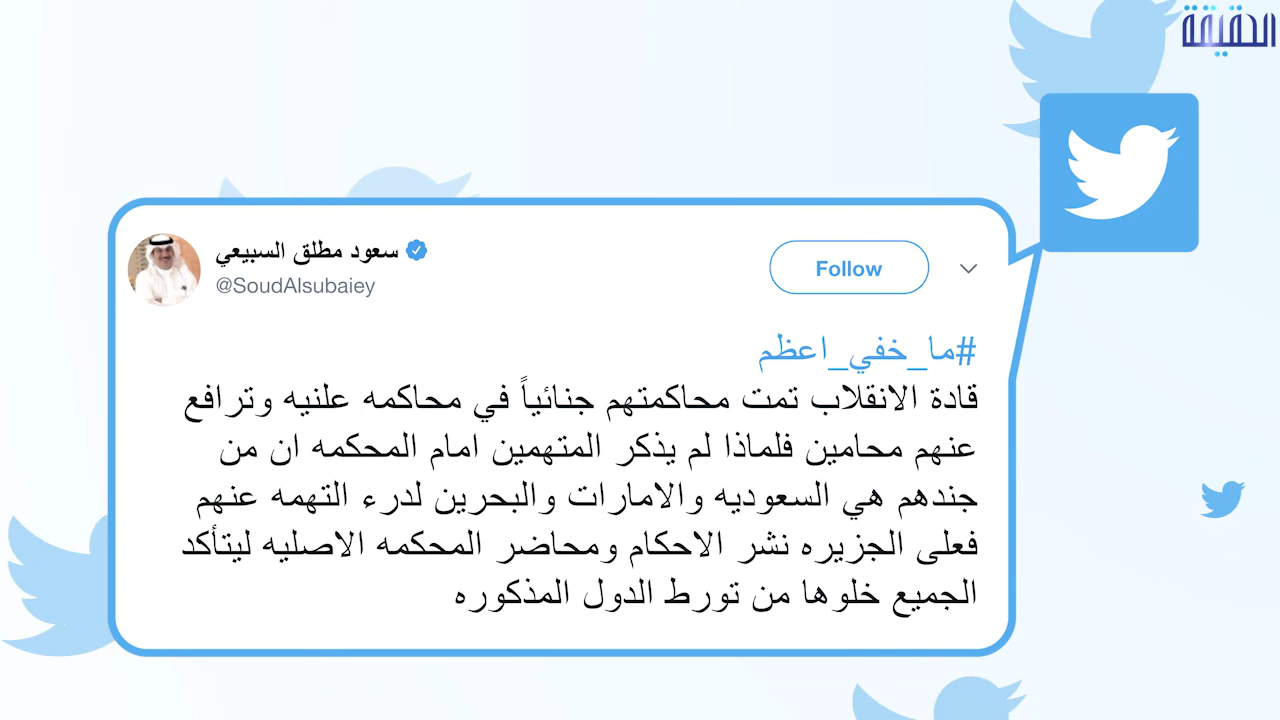 الحقيقة
سعود مطلق السبيعي
@SoudAlsubaiey
Follow
#ما_خفي_اعظم
قادة الانقلاب تمت محاكمتهم جنائياً في محاكمه علنيه وترافع
عنهم محامين فلماذا لم يذكر المتهمين امام المحكمه ان من
جندهم هي السعوديه والامارات والبحرين لدرء التهمه عنهم
فعلى الجزيره نشر الاحكام ومحاضر المحكمه الاصليه ليتأكد
الجميع خلوها من تورط الدول المذكوره